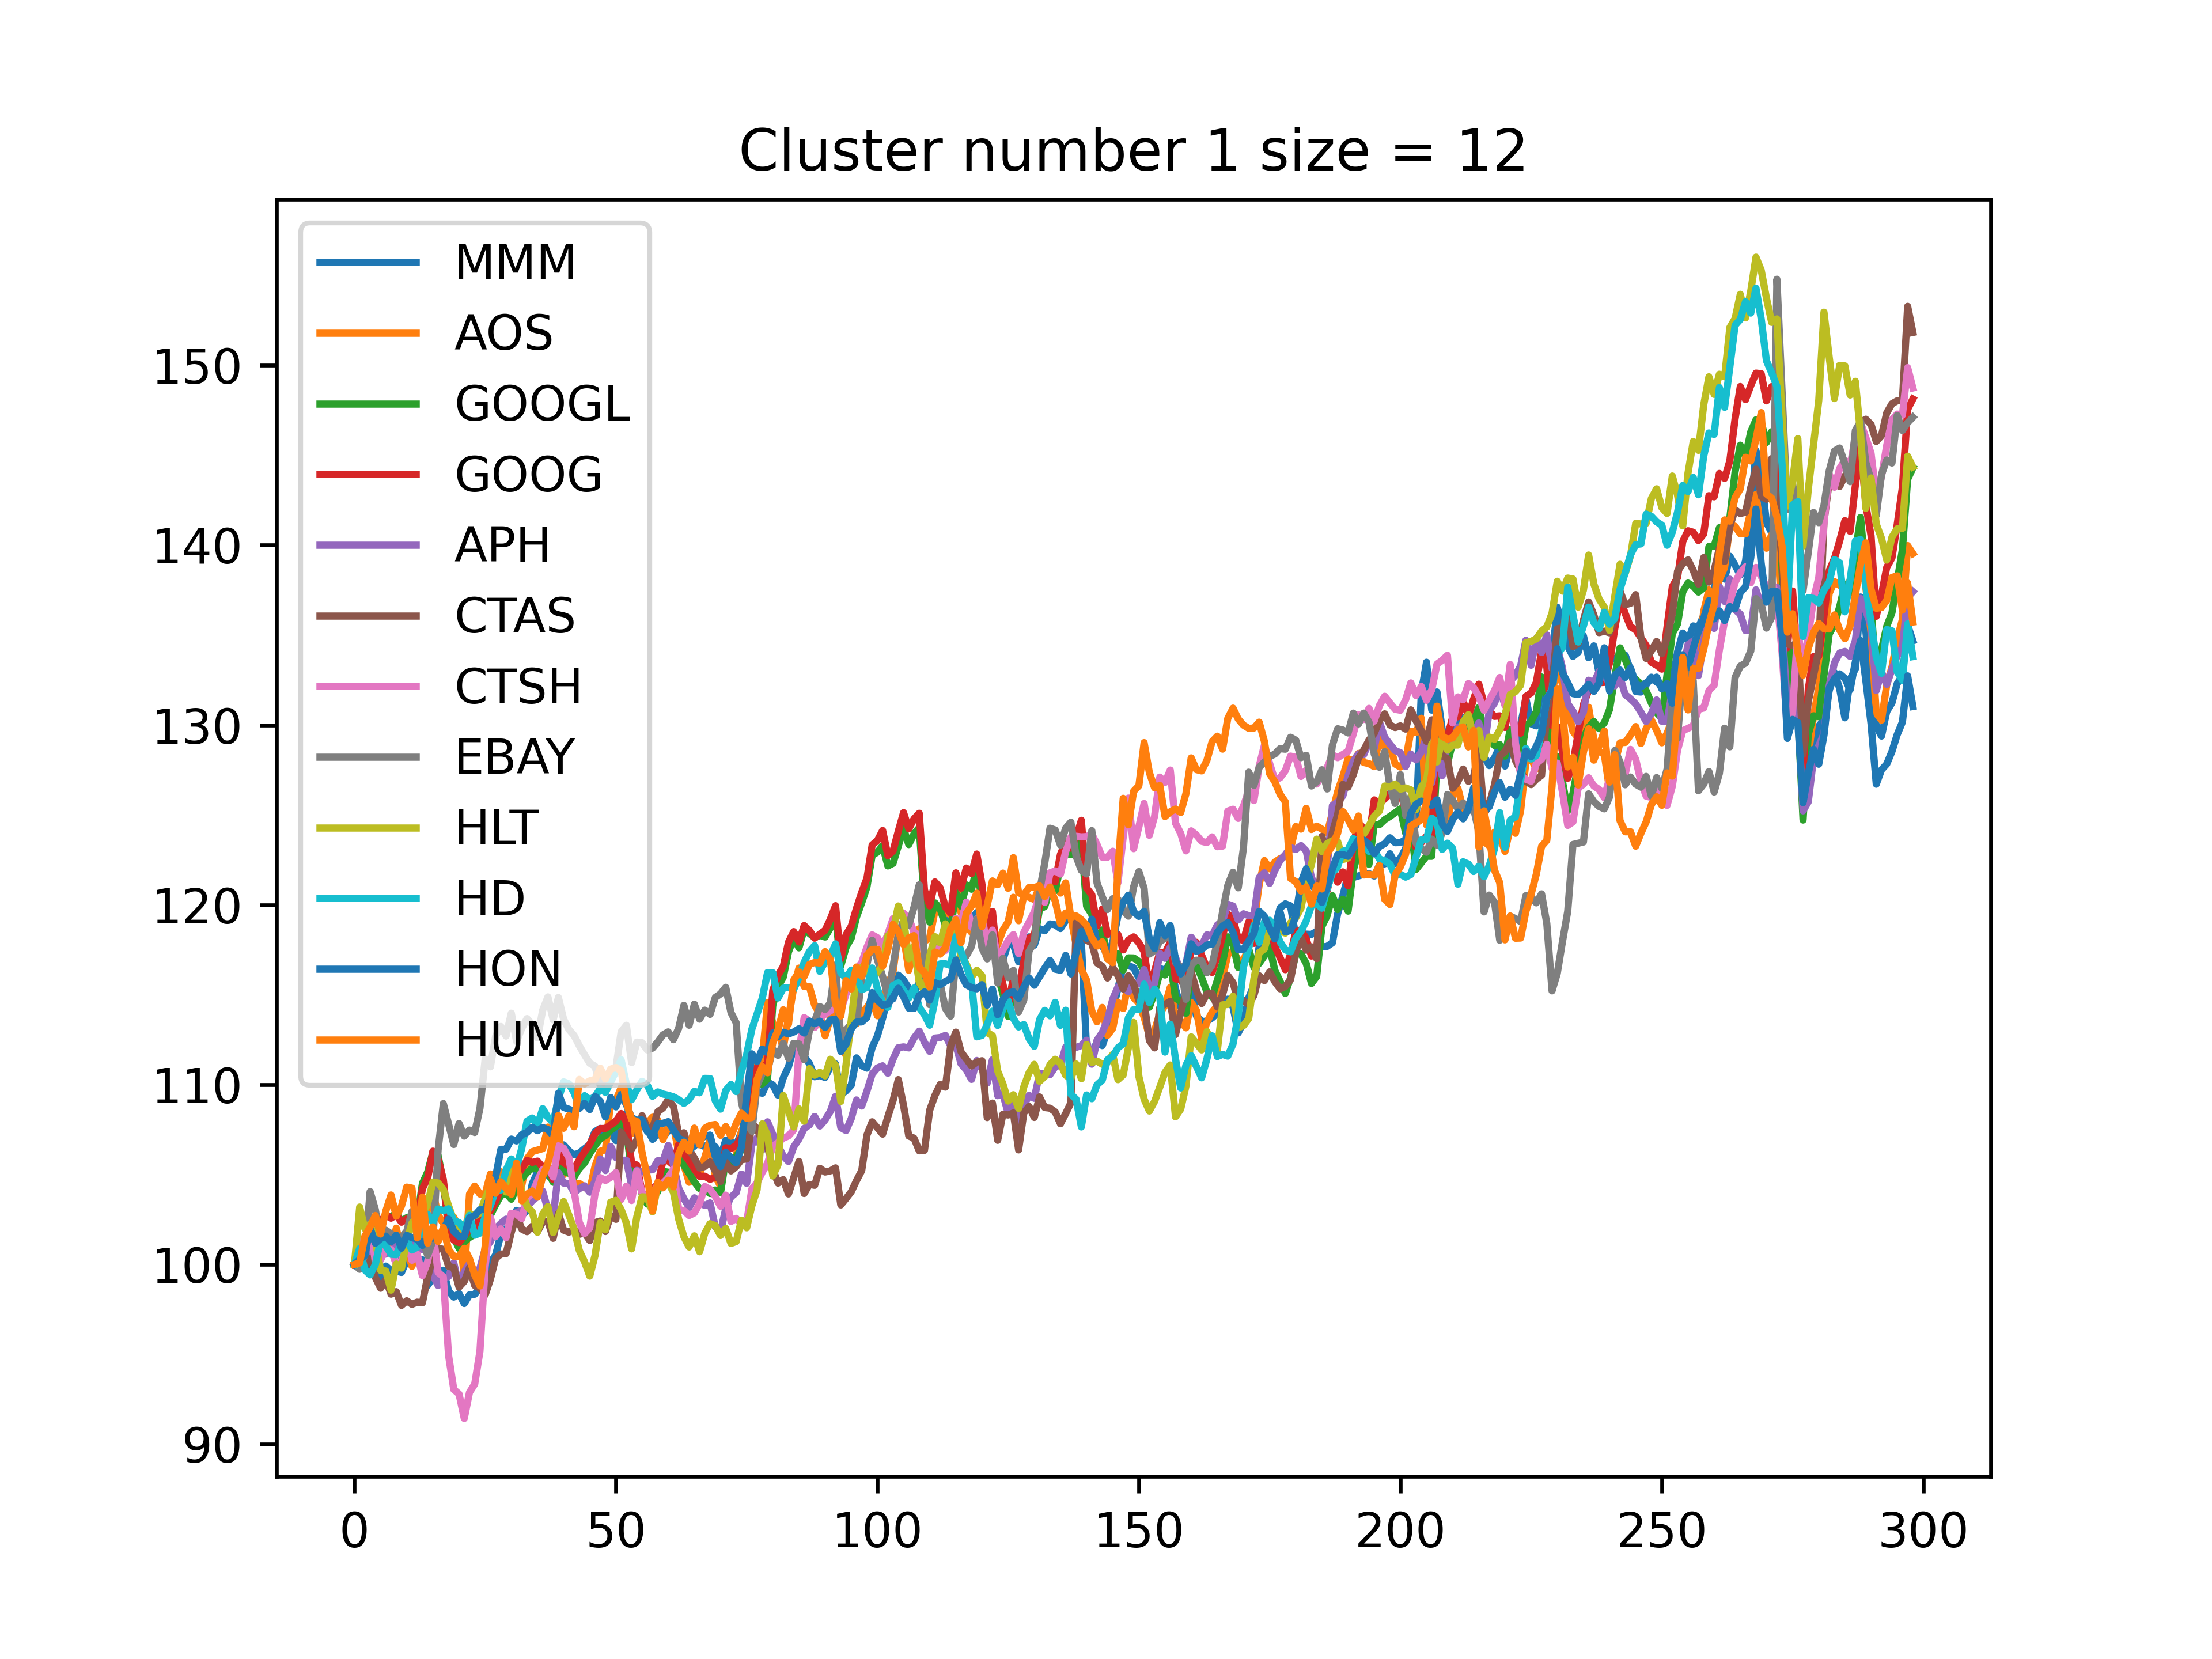 Cluster number 1 size = 12
MMM
AOS
GOOGL
GOOG
APH
CTAS
CTSH
EBAY
HLT
HD
HON
HUM
150
140
130
120
110
100
90
0 50 100 150 200 250 300